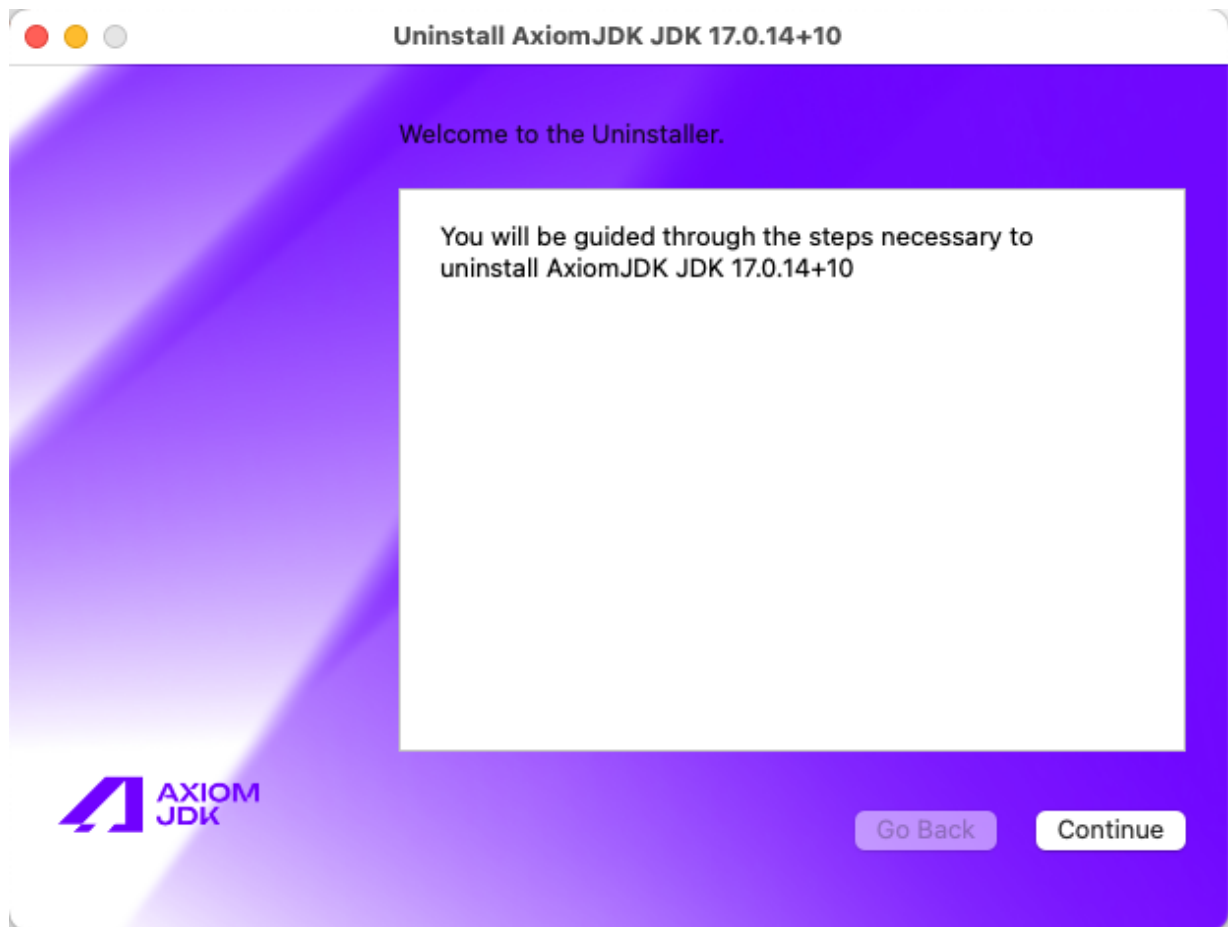 Uninstall AxiomJDK JDK 17.0.14+10
Welcome to the Uninstaller.
You will be guided through the steps necessary to
uninstall AxiomJDK JDK 17.0.14+10
AXIOM
JDK
Go Back
Continue